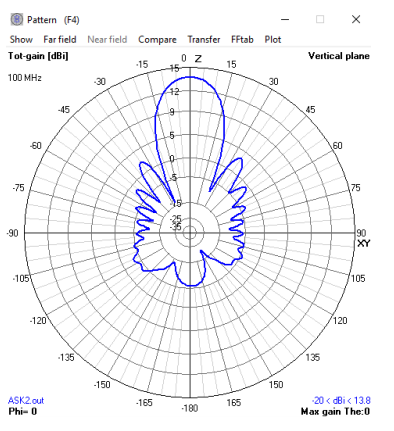 Pattern (F4)
Show Far field Near field Compare Transfer FFtab Plot
Tot-gain [dBi] Vertical plane
100 MHz
0 Z
-15 15
-30 30
-45 45
-60 60
-75 75
-90 90
XY
-105 105
-120 120
-135 135
-150 150
-165 165
-180
15
12
9
5
0
-5
-15
-25
-35
ASK2.out -20 < dBi < 13.8
Phi= 0 Max gain The:0